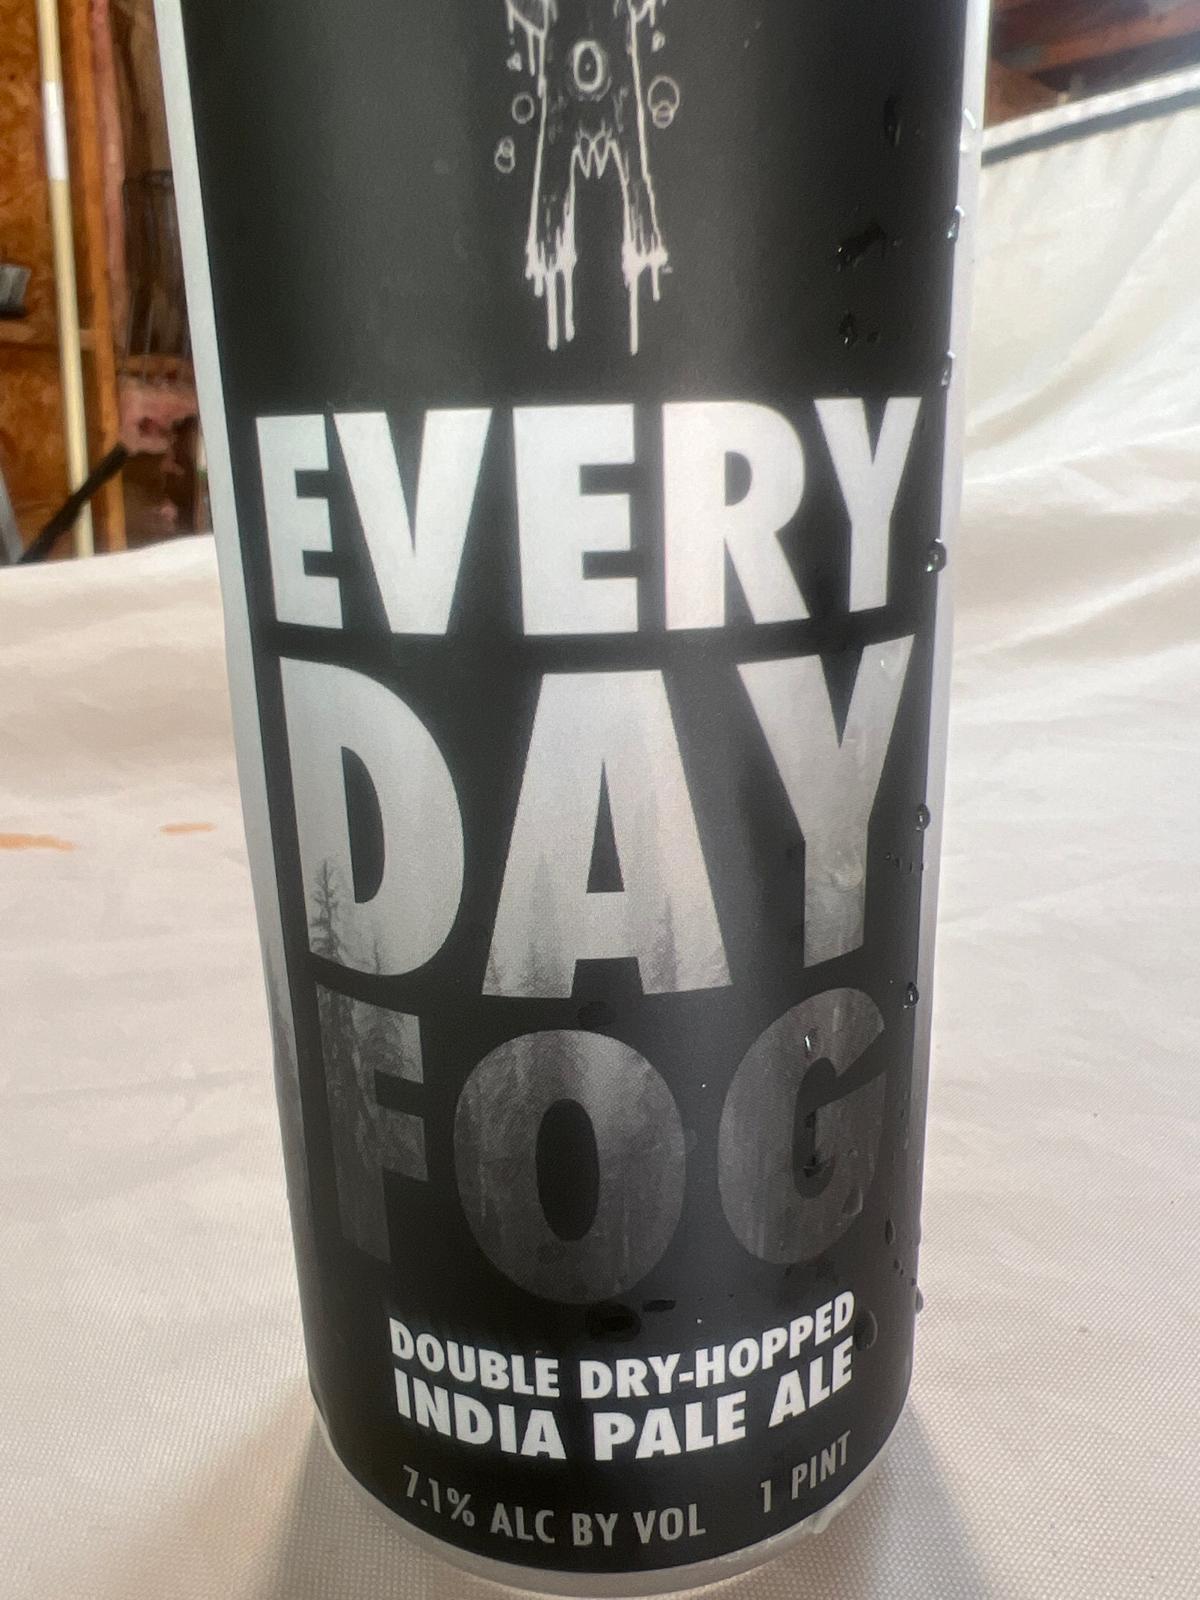 EVERY
DAY
FOG
DOUBLE DRY-HOPPED
INDIA PALE ALE
7.1% ALC BY VOL 1 PINT